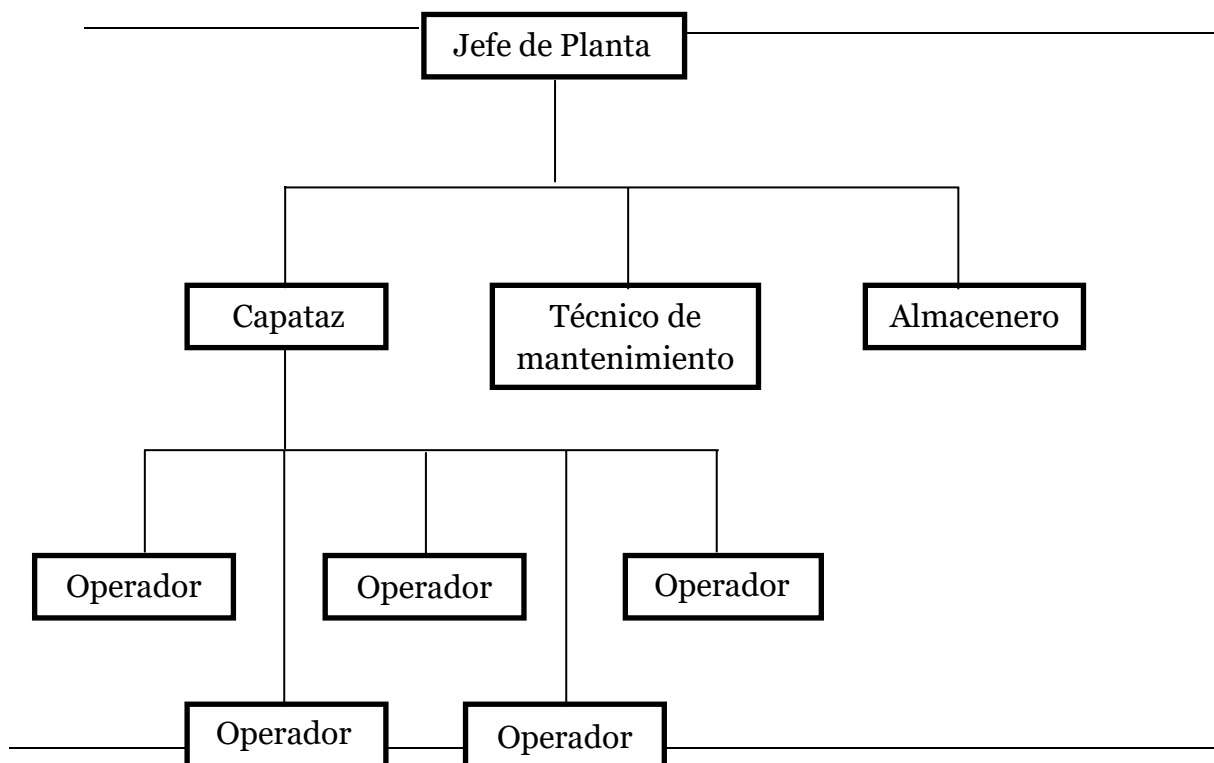 Jefe de Planta
Capataz
Técnico de
mantenimiento
Almacenero
Operador
Operador
Operador
Operador
Operador